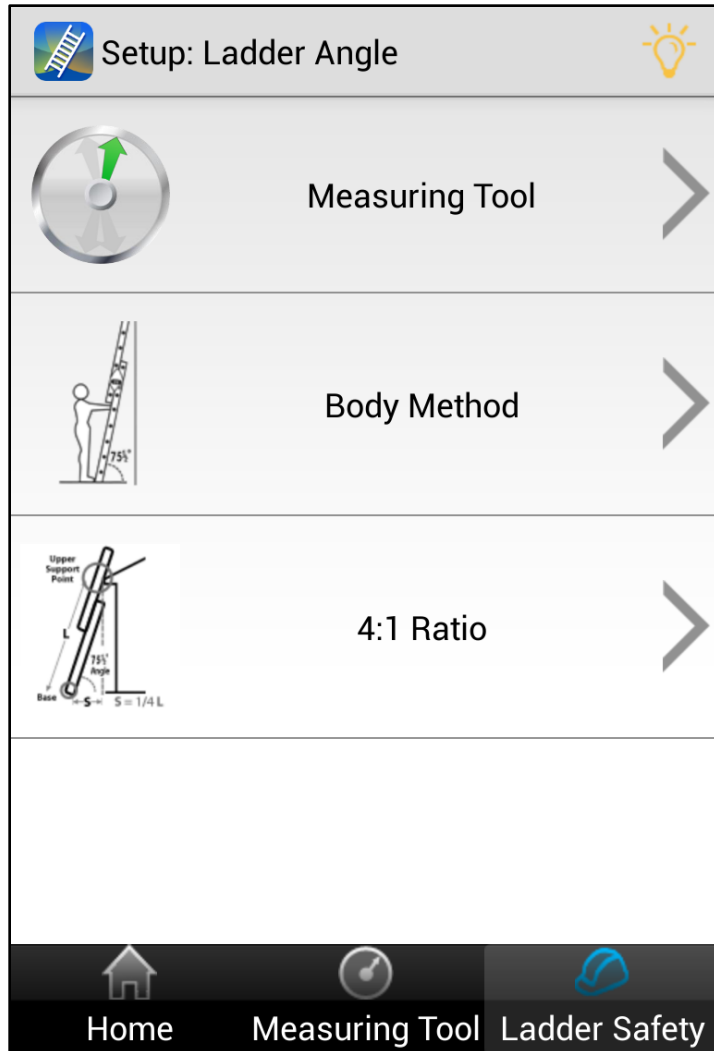 Setup: Ladder Angle
Measuring Tool
Body Method
75½°
Upper
Support
Point
L
75½°
Angle
Base
S
S = 1/4 L
4:1 Ratio
Home
Measuring Tool
Ladder Safety